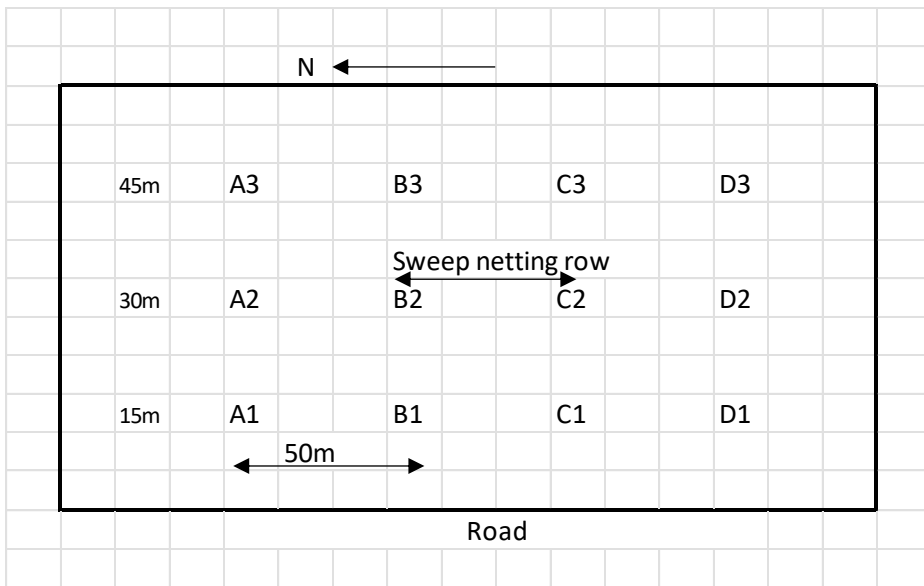 N
45m A3 B3 C3 D3
Sweep netting row
30m A2 B2 C2 D2
15m A1 B1 C1 D1
50m
Road